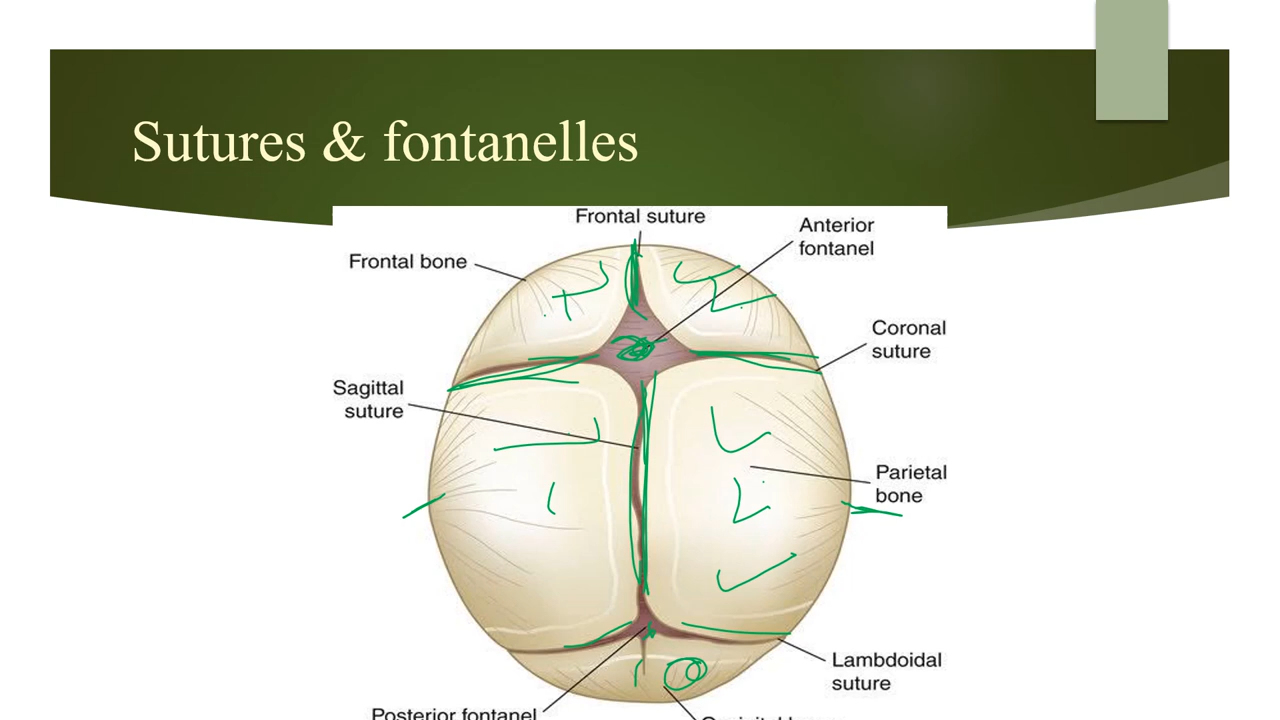 Sutures & fontanelles
Frontal suture
Anterior
fontanel
Frontal bone
Coronal
suture
Sagittal
suture
Parietal
bone
Lambdoidal
suture
Posterior fontanel